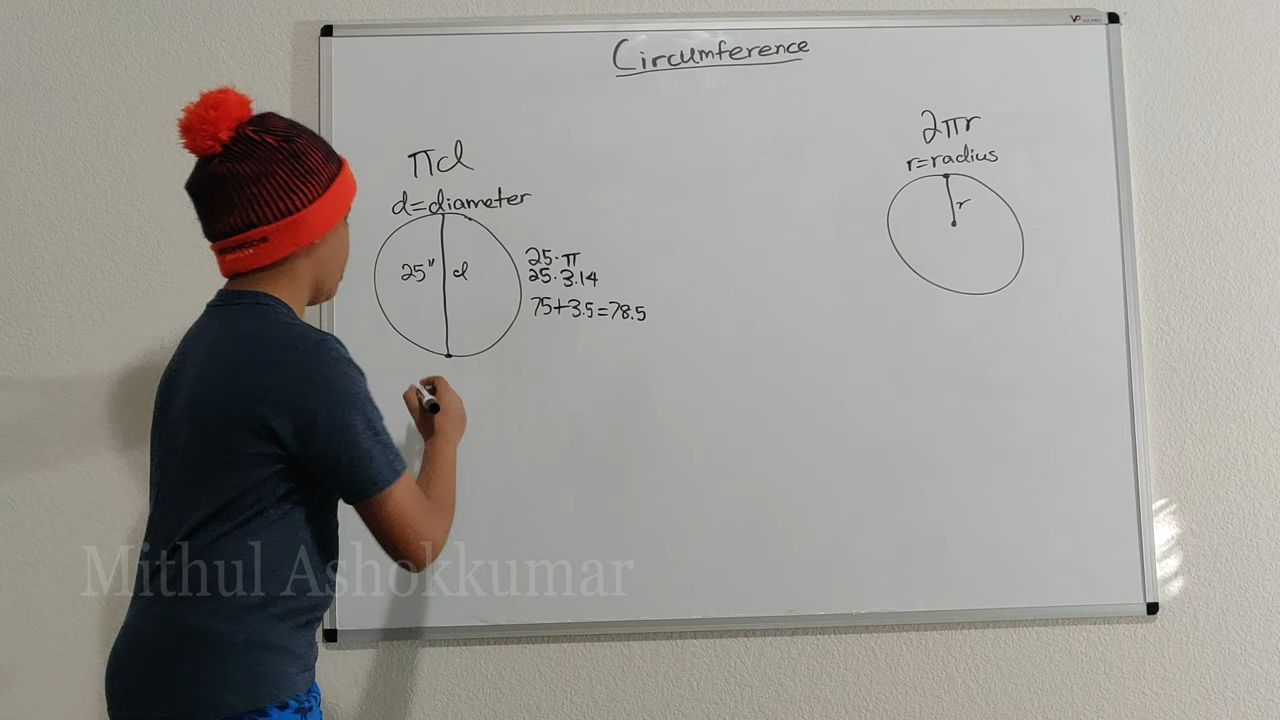 Circumference
πd
d=diameter
25" d
25·π
25·3.14
75+3.5=78.5
2πr
r=radius
r
Mithul Ashokkumar